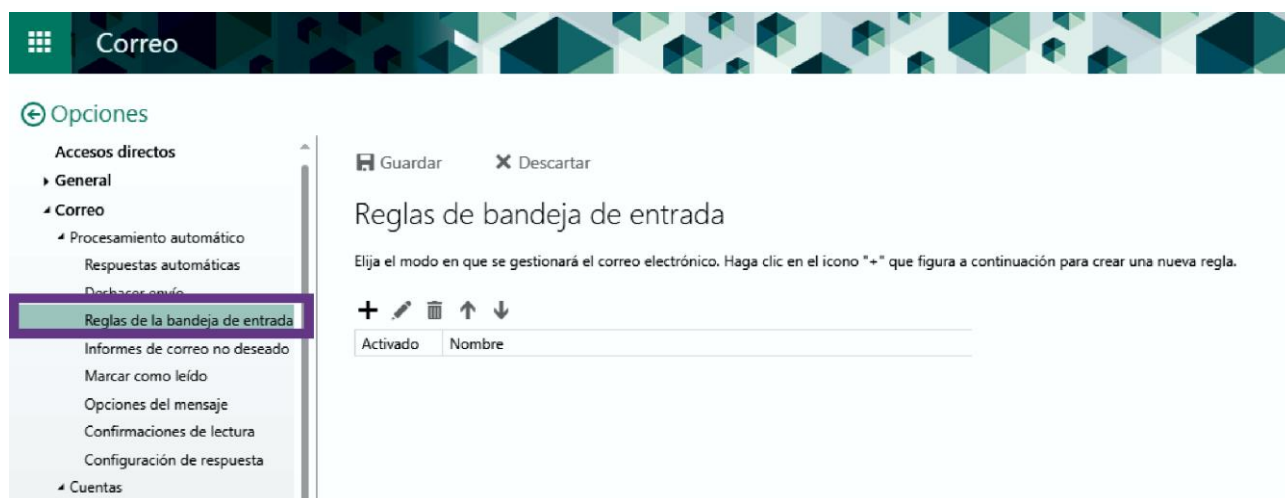 Correo
Opciones
Accesos directos
General
Correo
Procesamiento automático
Respuestas automáticas
Deshacer envío
Reglas de la bandeja de entrada
Informes de correo no deseado
Marcar como leído
Opciones del mensaje
Confirmaciones de lectura
Configuración de respuesta
Cuentas
Guardar Descartar
Reglas de bandeja de entrada
Elija el modo en que se gestionará el correo electrónico. Haga clic en el icono "+" que figura a continuación para crear una nueva regla.
Activado Nombre